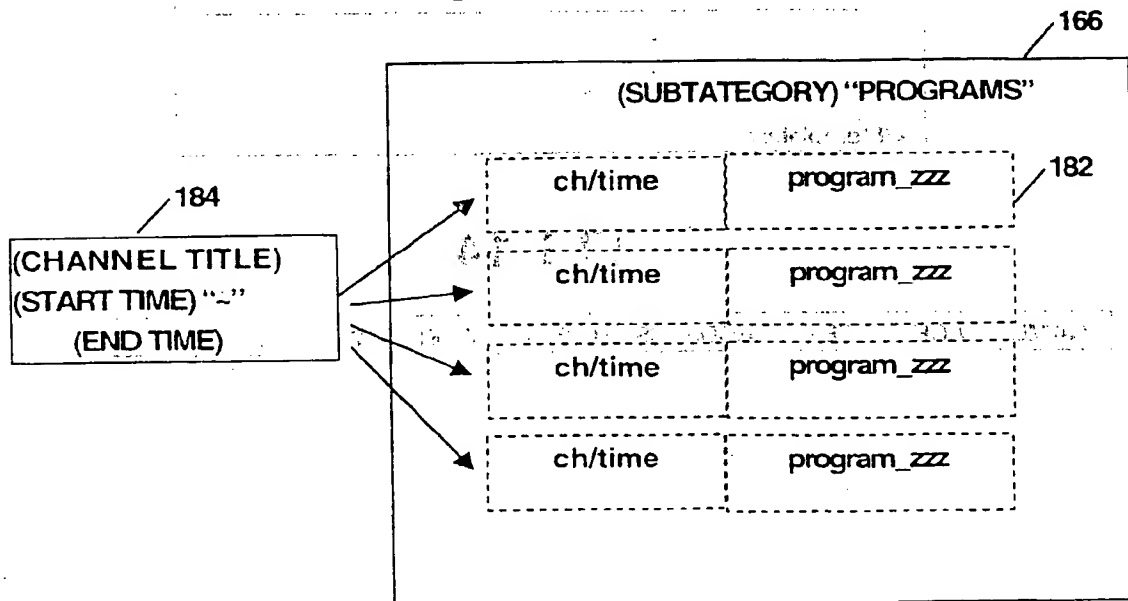 166
(SUBTATEGORY) "PROGRAMS"
ch/time program_zzz
182
184
(CHANNEL TITLE)
(START TIME) "~"
(END TIME)
ch/time program_zzz
ch/time program_zzz
ch/time program_zzz